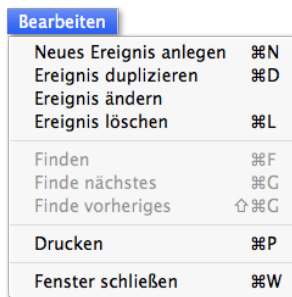 Bearbeiten
Neues Ereignis anlegen ⌘N
Ereignis duplizieren ⌘D
Ereignis ändern
Ereignis löschen ⌘L
Finden ⌘F
Finde nächstes ⌘G
Finde vorheriges ⇧⌘G
Drucken ⌘P
Fenster schließen ⌘W